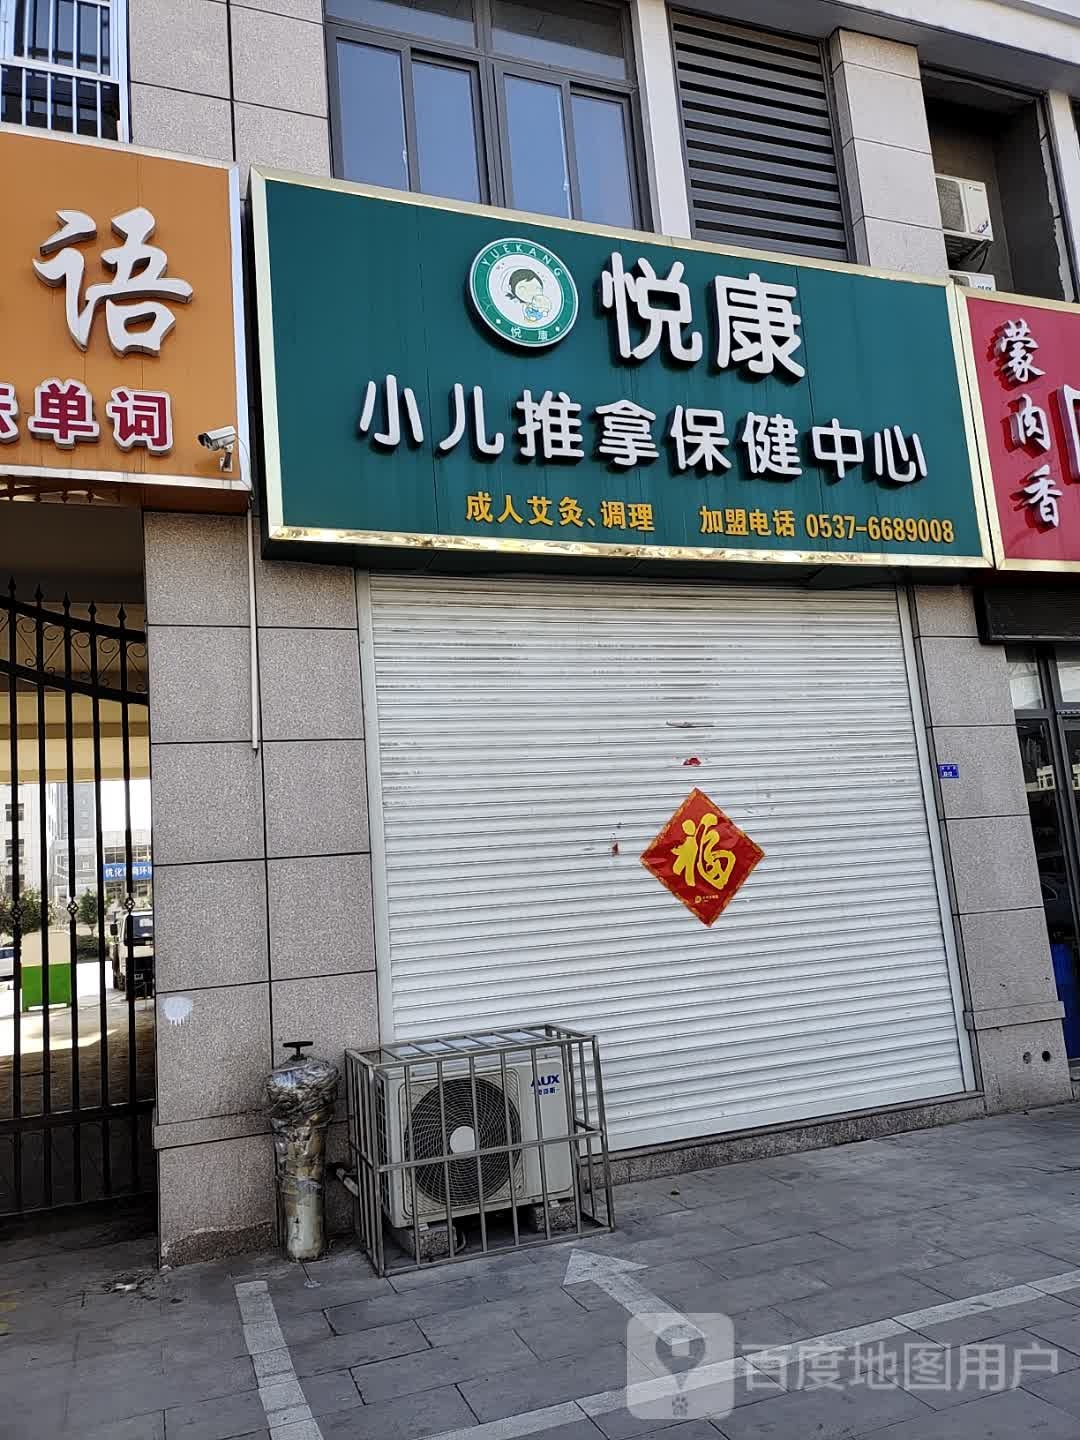 语
单词
YUEKANG
悦康
悦康
小儿推拿保健中心
成人艾灸、调理 加盟电话 0537-6689008
蒙肉香
福
优化
AUX
百度地图用户